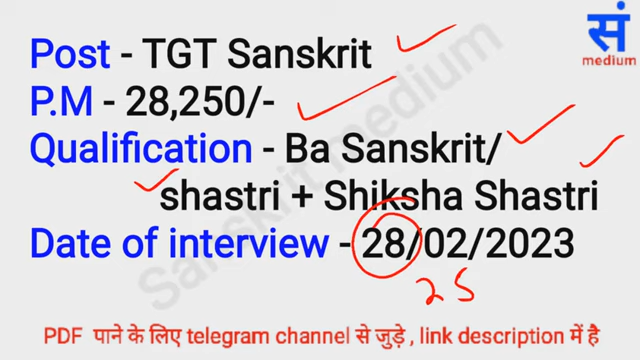 सं
medium
Post - TGT Sanskrit
P.M - 28,250/-
Qualification - Ba Sanskrit/
shastri + Shiksha Shastri
Date of interview - 28/02/2023
25
Sanskrit medium
PDF पाने के लिए telegram channel से जुड़े , link description में है